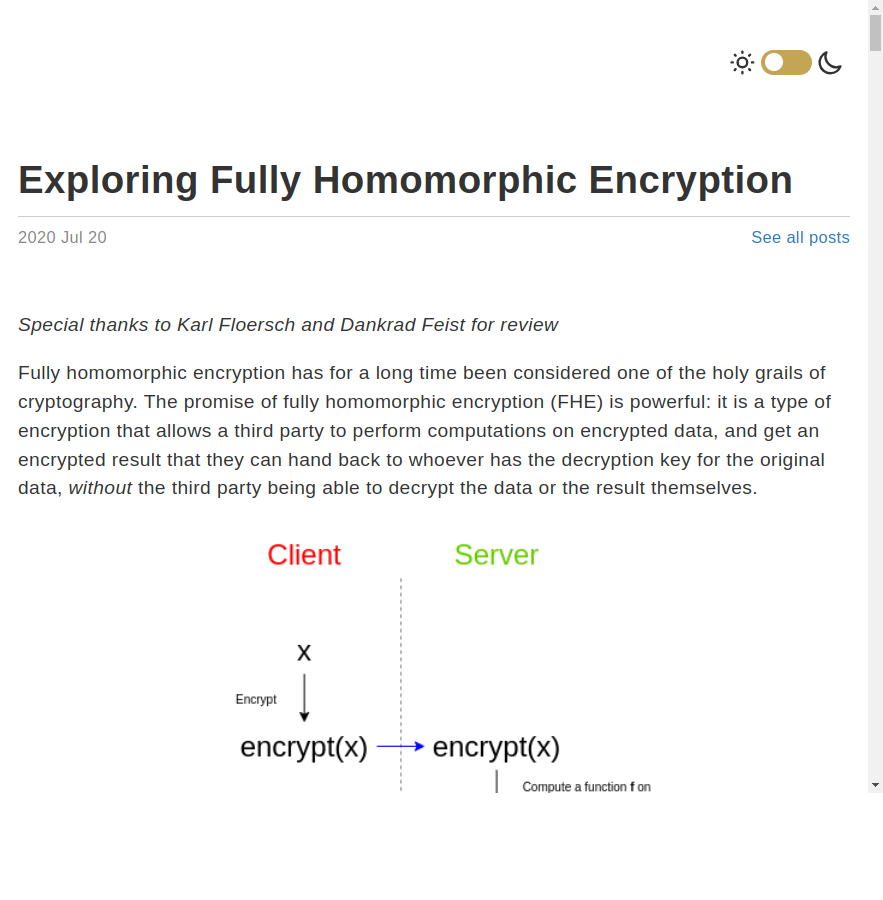 Exploring Fully Homomorphic Encryption
2020 Jul 20 See all posts
Special thanks to Karl Floersch and Dankrad Feist for review
Fully homomorphic encryption has for a long time been considered one of the holy grails of
cryptography. The promise of fully homomorphic encryption (FHE) is powerful: it is a type of
encryption that allows a third party to perform computations on encrypted data, and get an
encrypted result that they can hand back to whoever has the decryption key for the original
data, without the third party being able to decrypt the data or the result themselves.
Client Server
x
Encrypt
encrypt(x) encrypt(x)
Compute a function f on